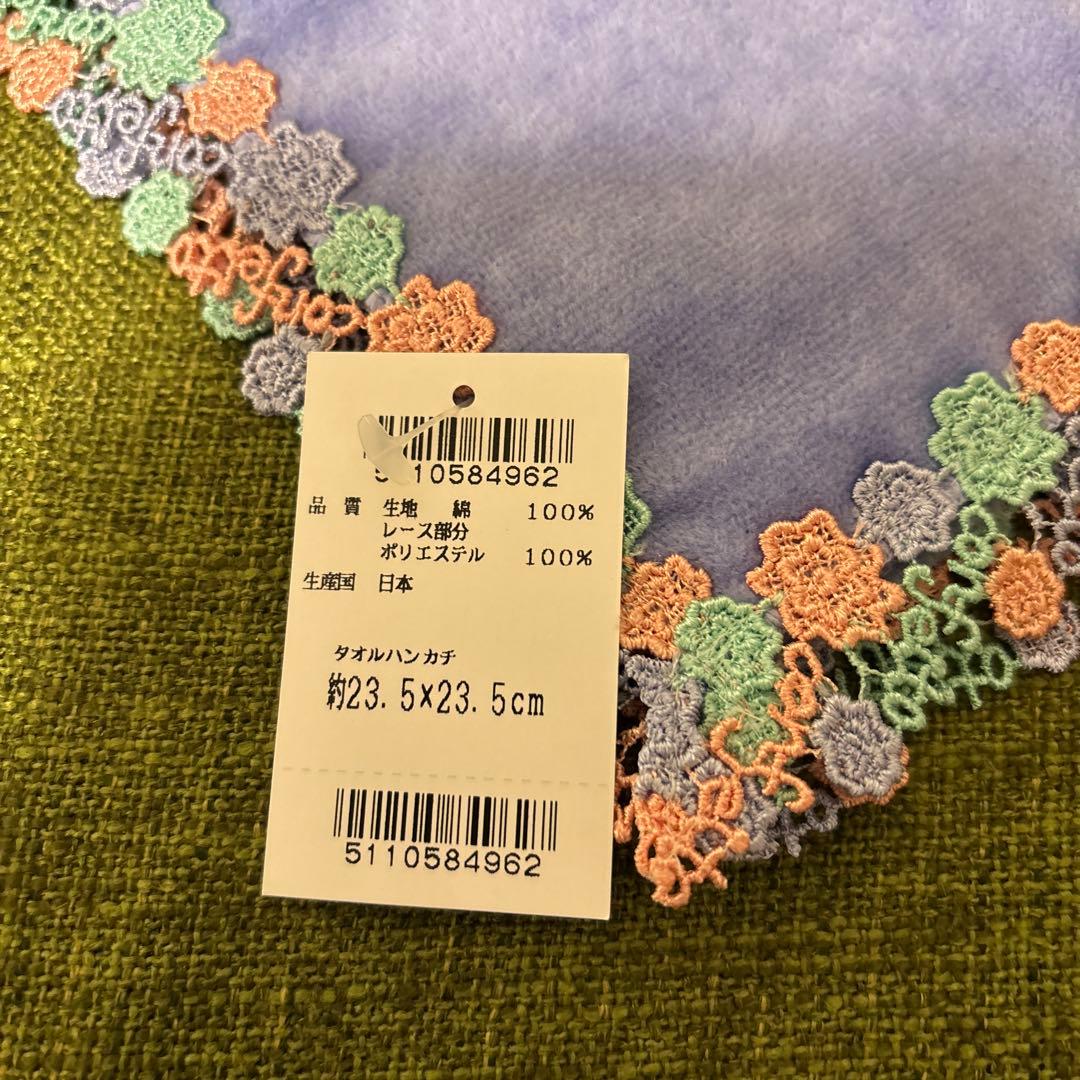 5110584962
品 質 生地 綿 100%
レース部分
ポリエステル 100%
生産国 日本
タオルハンカチ
約23.5×23.5cm
5110584962